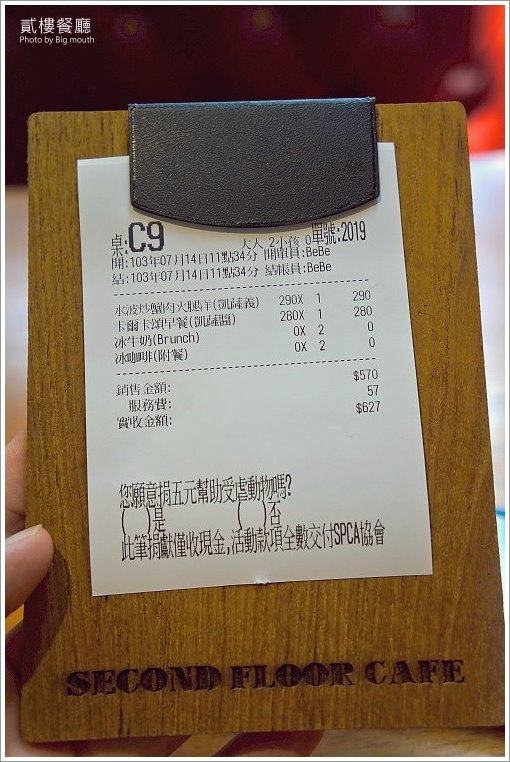 貳樓餐廳
Photo by Big mouth
桌:C9 大人 2小孩 0單號:2019
開:103年07月14日11點34分 開單員:BeBe
結:103年07月14日11點34分 結帳員:BeBe
水波炒 肉火腿洋(凱薩義) 290X 1 290
卡爾卡頌早餐(凱薩醬) 280X 1 280
冰牛奶(Brunch) 0X 2 0
冰咖啡(附餐) 0X 2 0
銷售金額: $570
服務費: 57
實收金額: $627
您願意捐五元幫助受虐動物嗎?
( )是 ( )否
此筆捐獻僅收現金,活動款項全數交付SPCA協會
SECOND FLOOR CAFE